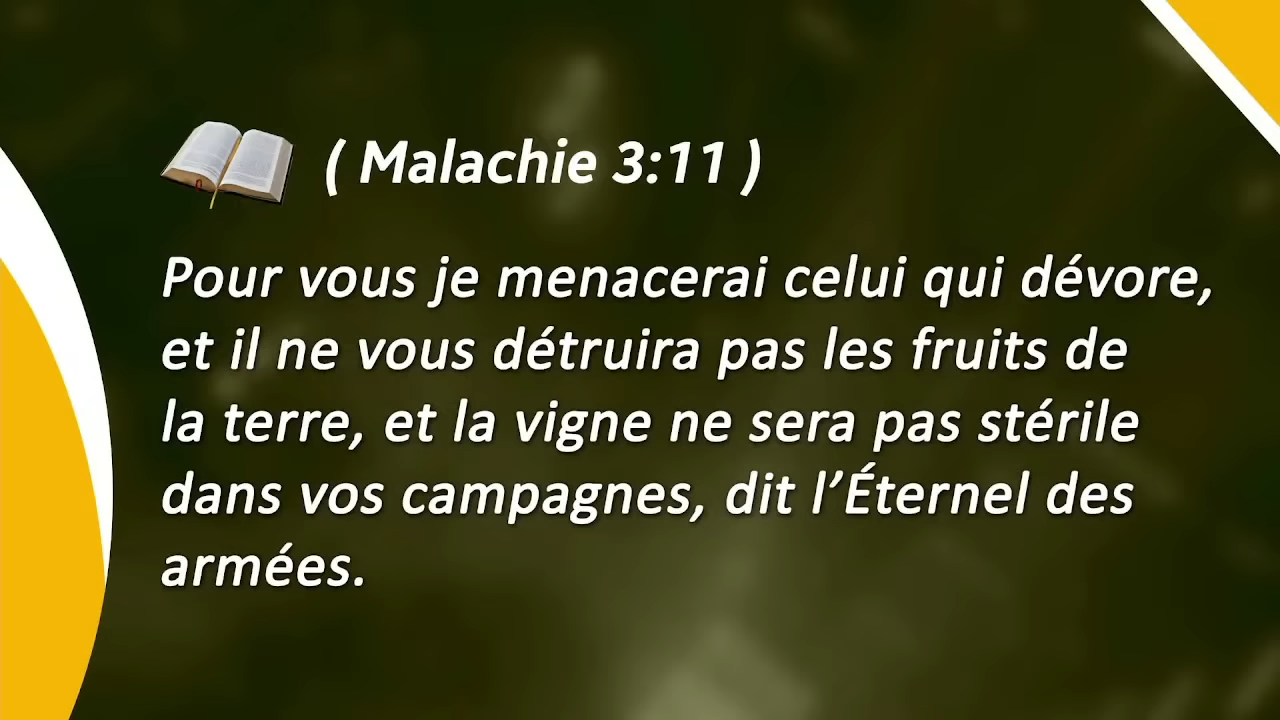 ( Malachie 3:11 )
Pour vous je menacerai celui qui dévore,
et il ne vous détruira pas les fruits de
la terre, et la vigne ne sera pas stérile
dans vos campagnes, dit l’Éternel des
armées.